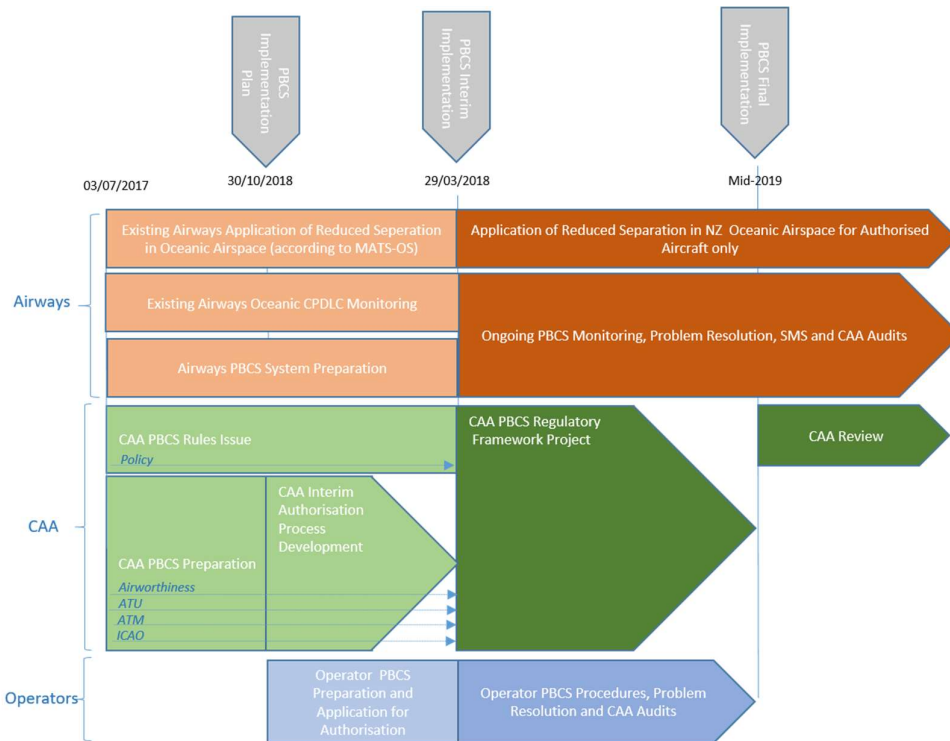 PBCS
Implementation
Plan
PBCS Interim
Implementation
PBCS Final
Implementation
03/07/2017
30/10/2018
29/03/2018
Mid-2019
Airways
Existing Airways Application of Reduced Seperation
in Oceanic Airspace (according to MATS-OS)
Application of Reduced Separation in NZ Oceanic Airspace for Authorised
Aircraft only
Existing Airways Oceanic CPDLC Monitoring
Ongoing PBCS Monitoring, Problem Resolution, SMS and CAA Audits
Airways PBCS System Preparation
CAA
CAA PBCS Rules Issue
Policy
CAA PBCS Regulatory
Framework Project
CAA Review
CAA Interim
Authorisation
Process
Development
CAA PBCS Preparation
Airworthiness
ATU
ATM
ICAO
Operators
Operator PBCS
Preparation and
Application for
Authorisation
Operator PBCS Procedures, Problem
Resolution and CAA Audits